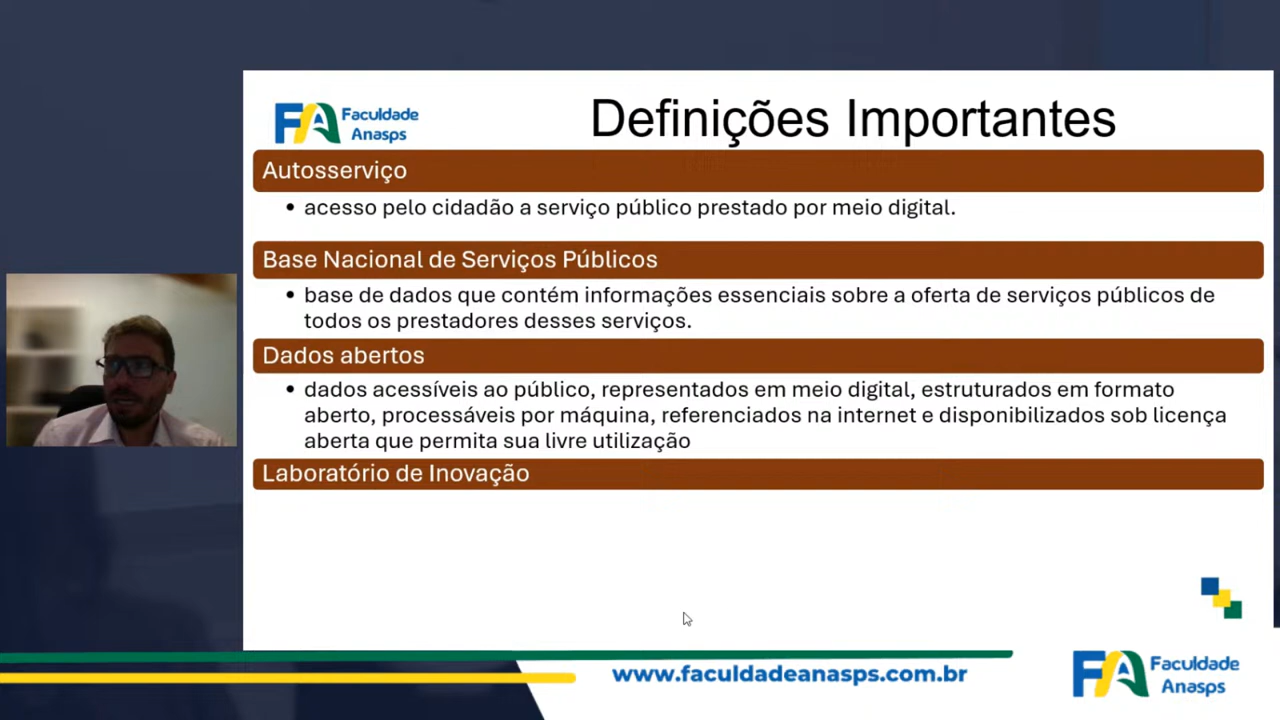 Faculdade
Anasps
Definições Importantes
Autosserviço
• acesso pelo cidadão a serviço público prestado por meio digital.
Base Nacional de Serviços Públicos
• base de dados que contém informações essenciais sobre a oferta de serviços públicos de
todos os prestadores desses serviços.
Dados abertos
• dados acessíveis ao público, representados em meio digital, estruturados em formato
aberto, processáveis por máquina, referenciados na internet e disponibilizados sob licença
aberta que permita sua livre utilização
Laboratório de Inovação
www.faculdadeanasps.com.br
Faculdade
Anasps